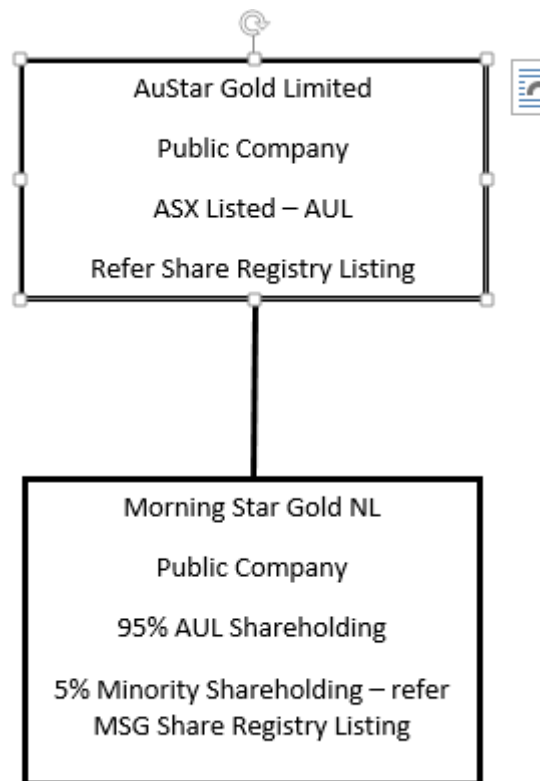 AuStar Gold Limited
Public Company
ASX Listed – AUL
Refer Share Registry Listing
Morning Star Gold NL
Public Company
95% AUL Shareholding
5% Minority Shareholding – refer
MSG Share Registry Listing